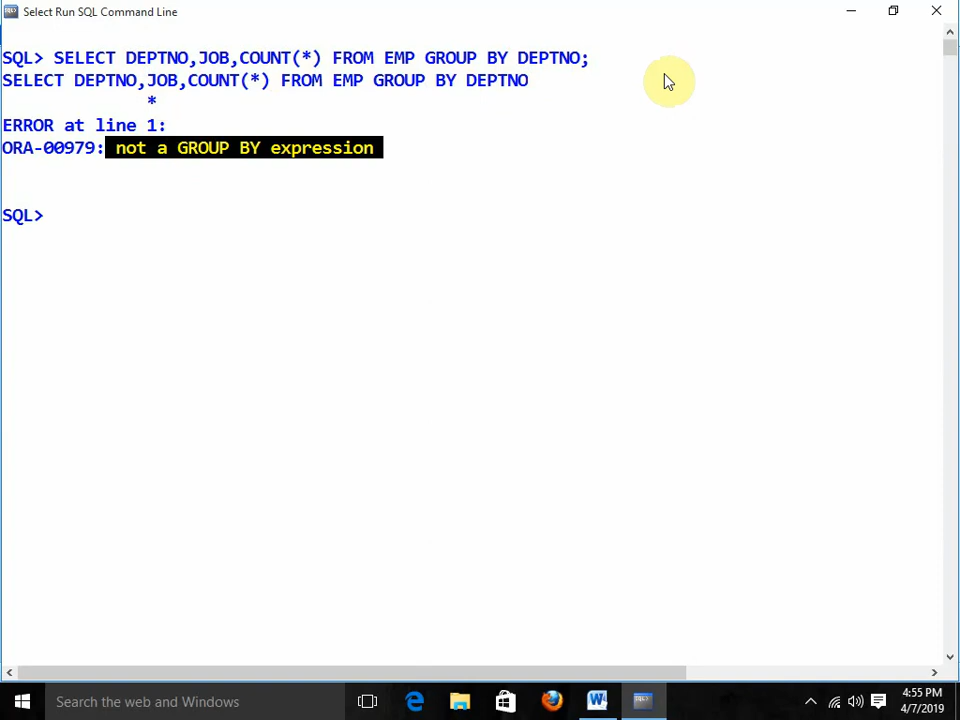 Select Run SQL Command Line
SQL> SELECT DEPTNO,JOB,COUNT(*) FROM EMP GROUP BY DEPTNO;
SELECT DEPTNO,JOB,COUNT(*) FROM EMP GROUP BY DEPTNO
*
ERROR at line 1:
ORA-00979: not a GROUP BY expression
SQL>
Search the web and Windows
4:55 PM
4/7/2019